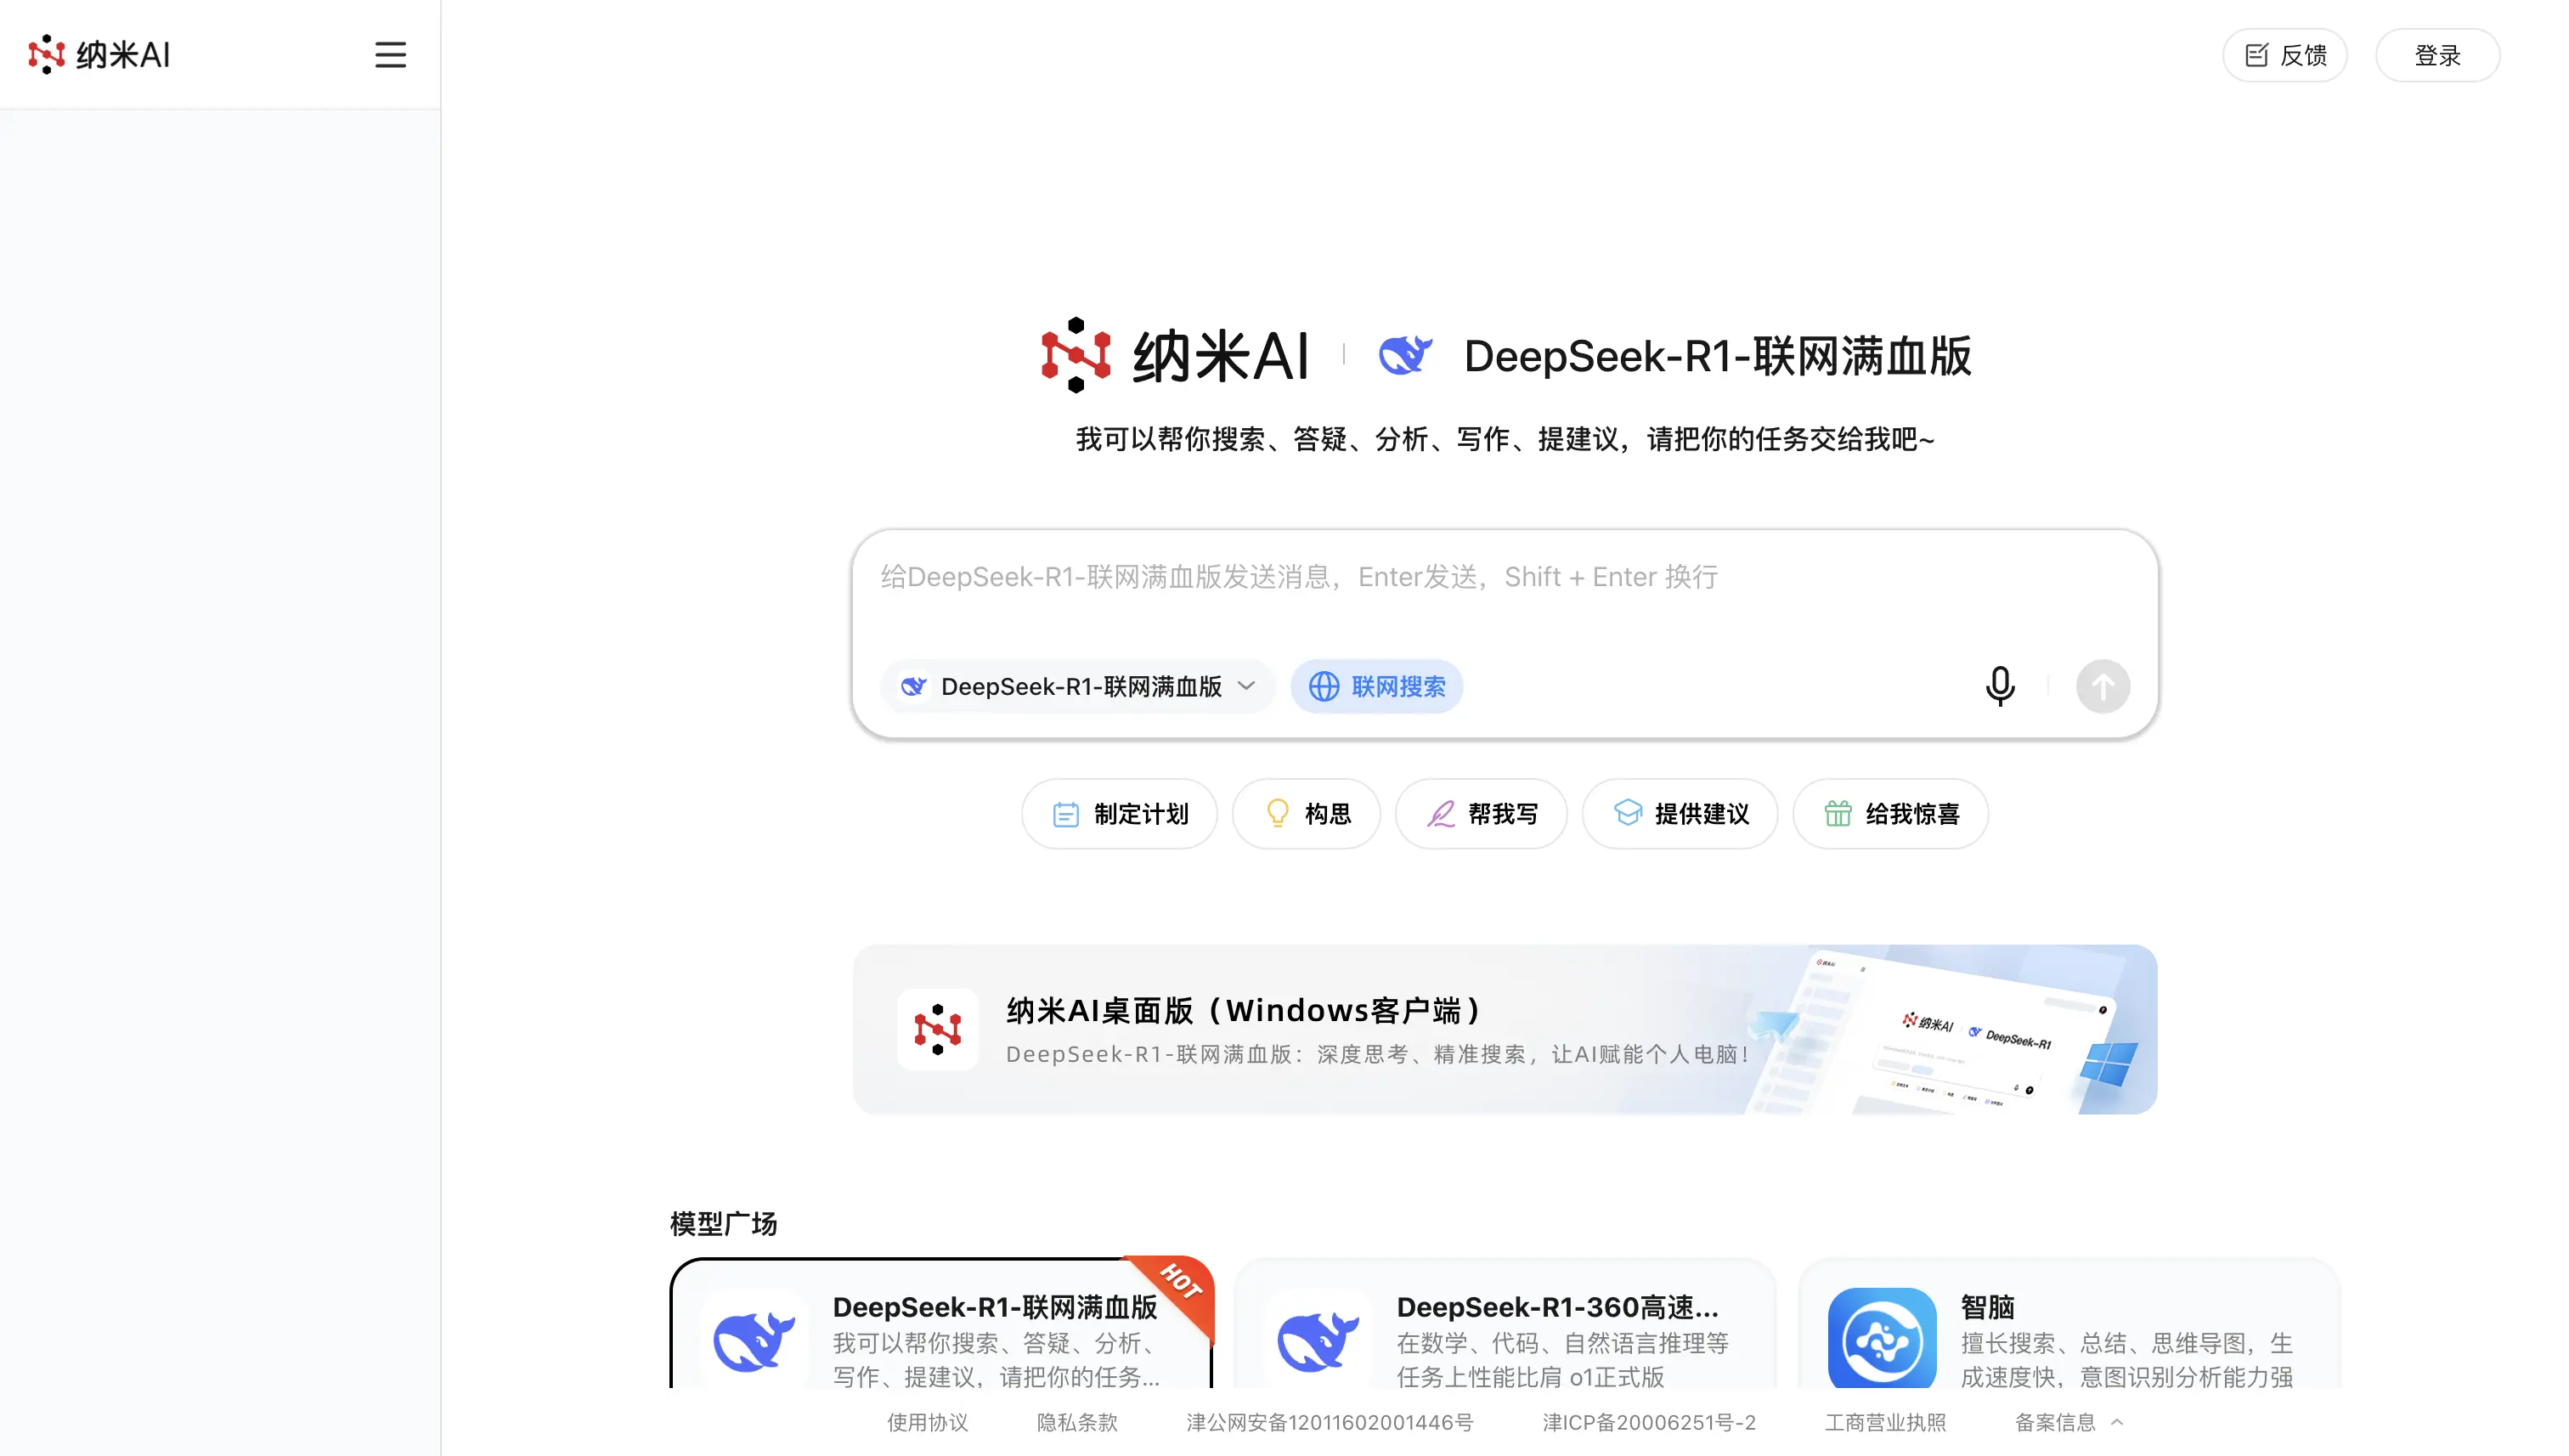 纳米AI
反馈
登录
纳米AI
DeepSeek-R1-联网满血版
我可以帮你搜索、答疑、分析、写作、提建议，请把你的任务交给我吧~
给DeepSeek-R1-联网满血版发送消息，Enter发送，Shift + Enter 换行
DeepSeek-R1-联网满血版
联网搜索
制定计划
构思
帮我写
提供建议
给我惊喜
纳米AI桌面版（Windows客户端）
DeepSeek-R1-联网满血版：深度思考、精准搜索，让AI赋能个人电脑！
纳米AI
纳米AI
DeepSeek-R1
模型广场
HOT
DeepSeek-R1-联网满血版
我可以帮你搜索、答疑、分析、
写作、提建议，请把你的任务...
DeepSeek-R1-360高速...
在数学、代码、自然语言推理等
任务上性能比肩 o1正式版
智脑
擅长搜索、总结、思维导图，生
成速度快，意图识别分析能力强
使用协议
隐私条款
津公网安备12011602001446号
津ICP备20006251号-2
工商营业执照
备案信息